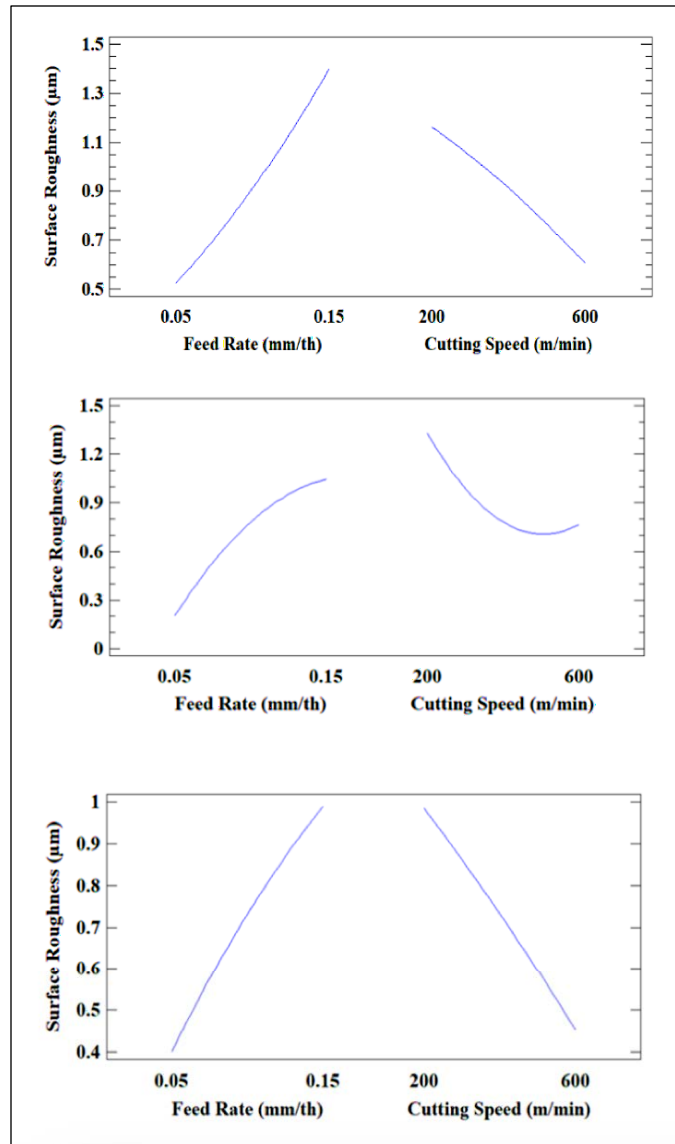 Surface Roughness (μm)
1.5
1.3
1.1
0.9
0.7
0.5
0.05 0.15 200 600
Feed Rate (mm/th) Cutting Speed (m/min)
Surface Roughness (μm)
1.5
1.2
0.9
0.6
0.3
0
0.05 0.15 200 600
Feed Rate (mm/th) Cutting Speed (m/min)
Surface Roughness (μm)
1
0.9
0.8
0.7
0.6
0.5
0.4
0.05 0.15 200 600
Feed Rate (mm/th) Cutting Speed (m/min)